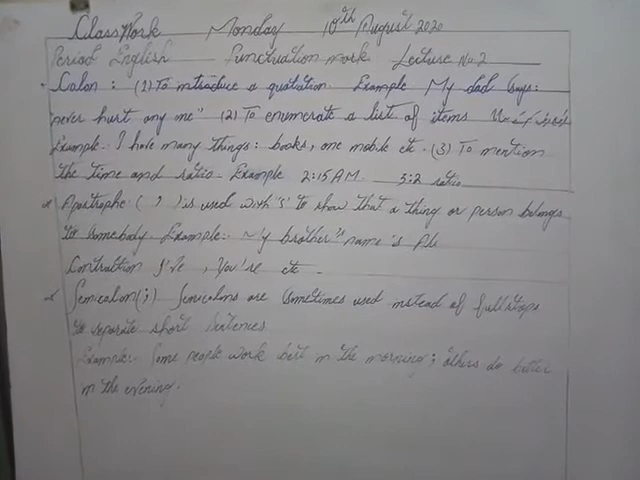 Class Work Monday 10th August 2020
Period English Punctuation mark. Lecture No 2
Colon : (1) To introduce a quotation. Example My dad says:
"never hurt any me" (2) To enumerate a list of items
Example. I have many things: books, one mobile etc. (3) To mention
the time and ratio. Example 2:15 AM. 3:2 ratio
Apostrophe ( ' ) is used with 's' to show that a thing or person belongs
to somebody. Example:- My brother" name is Ali
Contraction I've, You're etc.
Semicolon (;) Semicolons are sometimes used instead of full stops
to separate short sentences
Example:- Some people work best in the morning; others do better
in the evening.